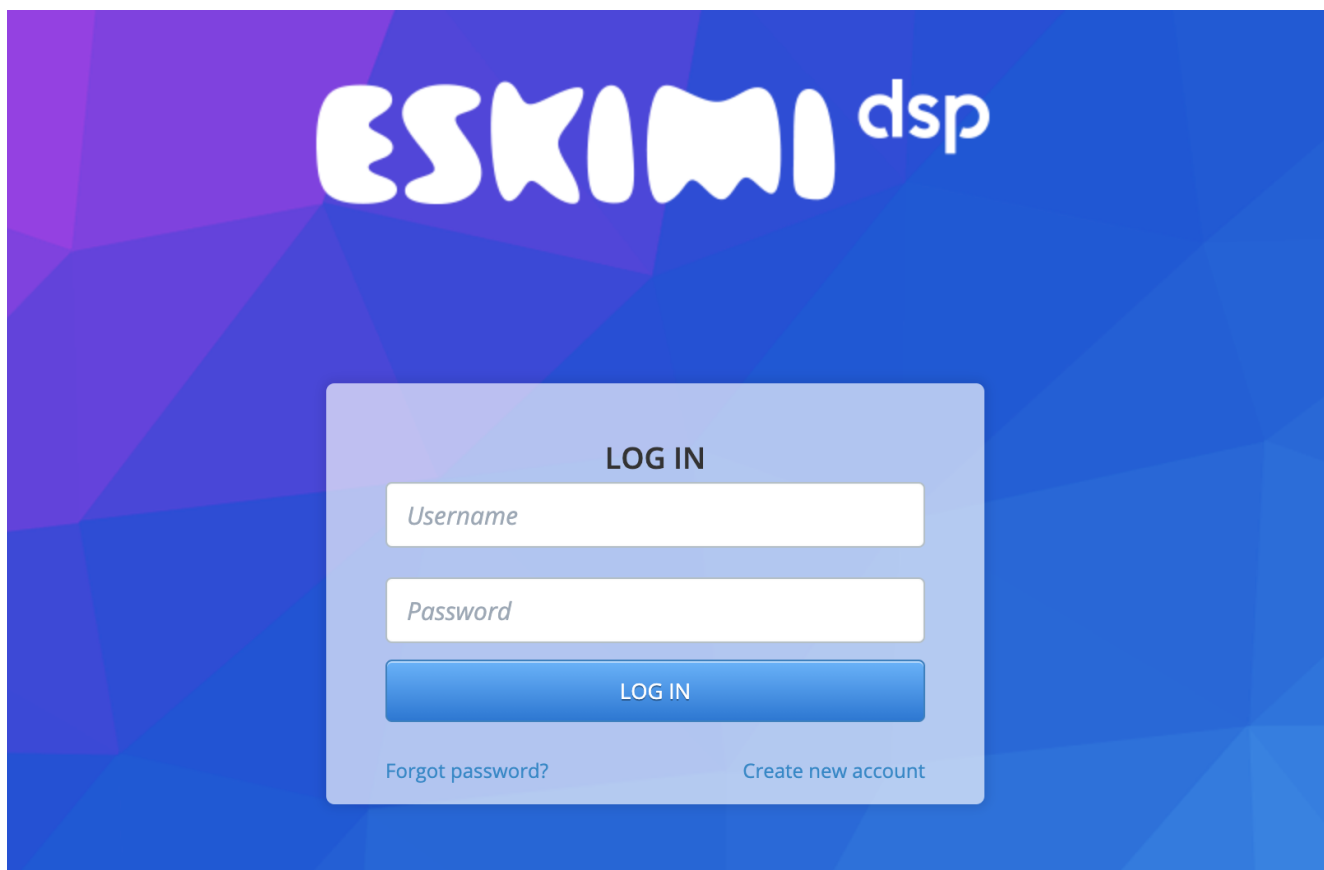 ESKIMI dsp
LOG IN
Username
Password
LOG IN
Forgot password? Create new account